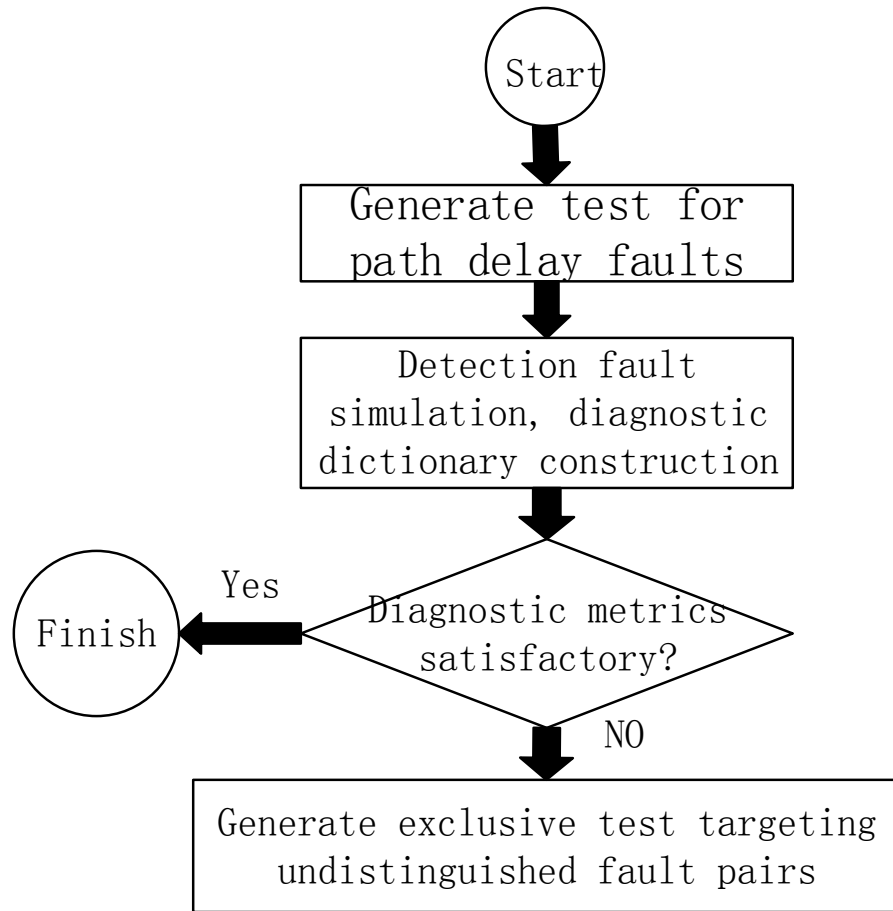 Start
Generate test for
path delay faults
Detection fault
simulation, diagnostic
dictionary construction
Yes
Finish
Diagnostic metrics
satisfactory?
NO
Generate exclusive test targeting
undistinguished fault pairs